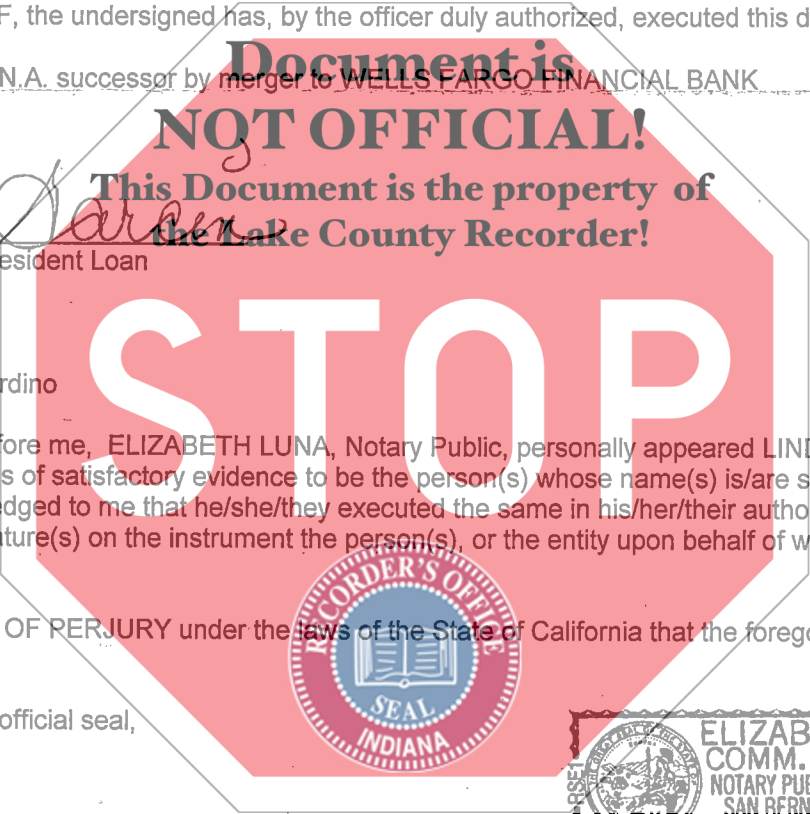 F, the undersigned has, by the officer duly authorized, executed this d
Document is
N.A. successor by merger to WELLS FARGO FINANCIAL BANK
NOT OFFICIAL!
This Document is the property of
the Lake County Recorder!
esident Loan
STOP
rdino
fore me, ELIZABETH LUNA, Notary Public, personally appeared LIND
s of satisfactory evidence to be the person(s) whose name(s) is/are s
edged to me that he/she/they executed the same in his/her/their autho
ature(s) on the instrument the person(s), or the entity upon behalf of w
RECORDER'S OFFICE
OF PERJURY under the laws of the State of California that the forego
SEAL
INDIANA
official seal,
ELIZAB
COMM.
NOTARY PUB
SAN BERN